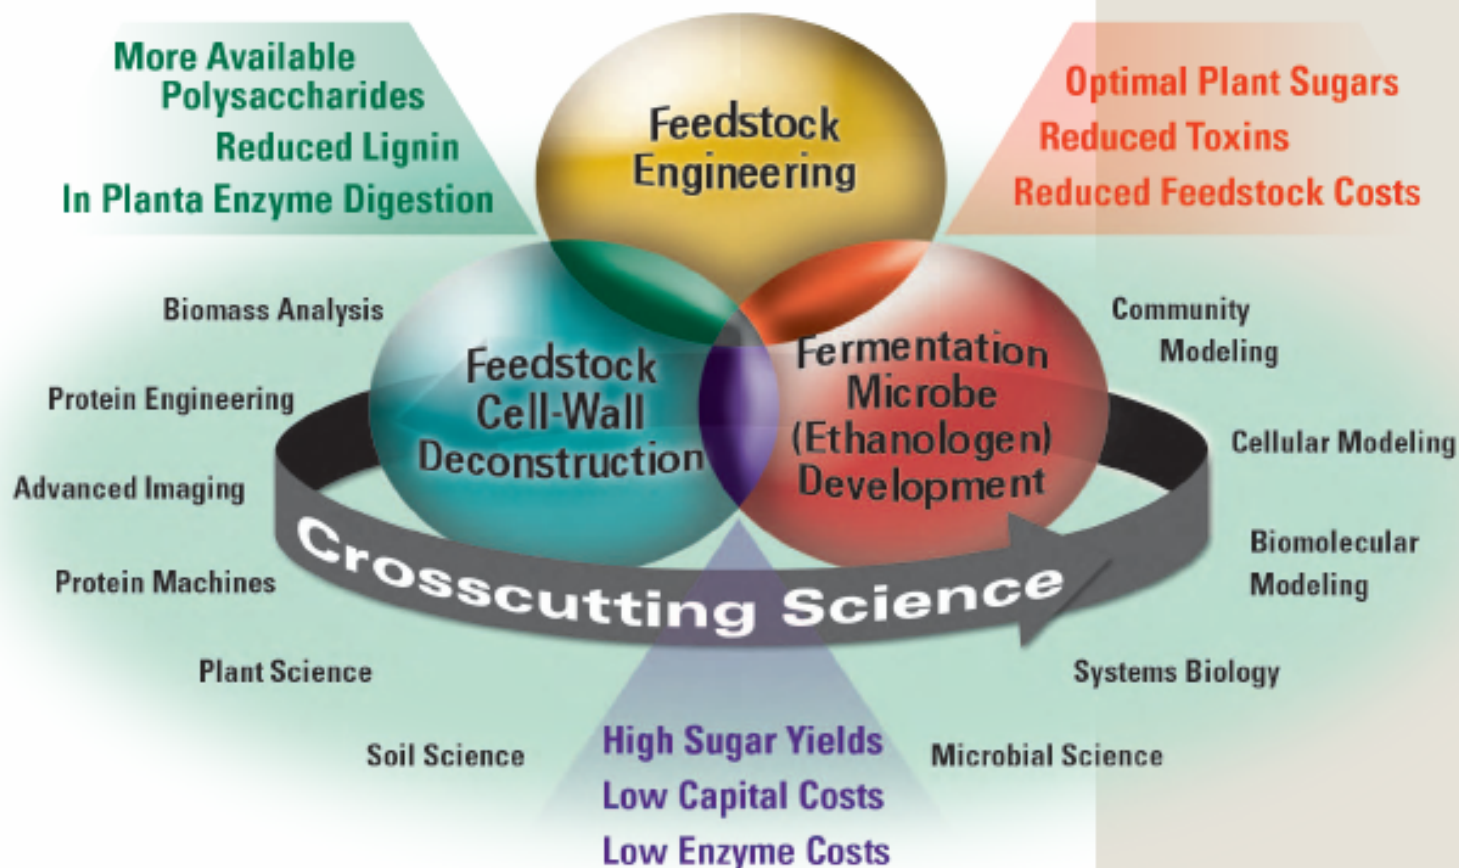 More Available
Polysaccharides
Reduced Lignin
In Planta Enzyme Digestion
Feedstock
Engineering
Optimal Plant Sugars
Reduced Toxins
Reduced Feedstock Costs
Biomass Analysis
Protein Engineering
Advanced Imaging
Protein Machines
Plant Science
Soil Science
Feedstock
Cell-Wall
Deconstruction
Fermentation
Microbe
(Ethanologen)
Development
Community
Modeling
Cellular Modeling
Biomolecular
Modeling
Systems Biology
Microbial Science
Crosscutting Science
High Sugar Yields
Low Capital Costs
Low Enzyme Costs